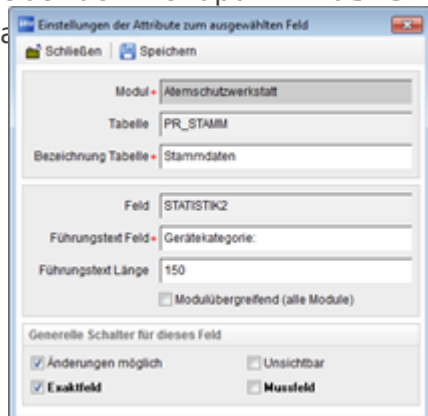 Einstellungen der Attribute zum ausgewählten Feld
Schließen Speichern
Modul Atemschutzwerkstatt
Tabelle PR_STAMM
Bezeichnung Tabelle Stammdaten
Feld STATISTIK2
Führungstext Feld Gerätekategorie:
Führungstext Länge 150
Modulübergreifend (alle Module)
Generelle Schalter für dieses Feld
Änderungen möglich Unsichtbar
Exaktfeld Mussfeld